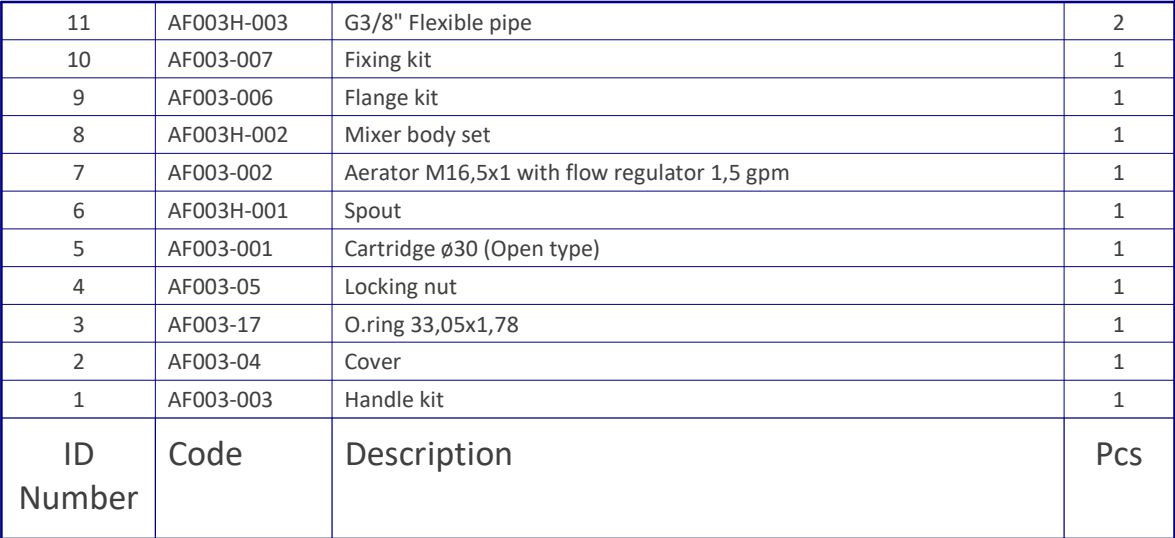 11 AF003H-003 G3/8" Flexible pipe 2
10 AF003-007 Fixing kit 1
9 AF003-006 Flange kit 1
8 AF003H-002 Mixer body set 1
7 AF003-002 Aerator M16,5x1 with flow regulator 1,5 gpm 1
6 AF003H-001 Spout 1
5 AF003-001 Cartridge ø30 (Open type) 1
4 AF003-05 Locking nut 1
3 AF003-17 O.ring 33,05x1,78 1
2 AF003-04 Cover 1
1 AF003-003 Handle kit 1
ID Code Description Pcs
Number